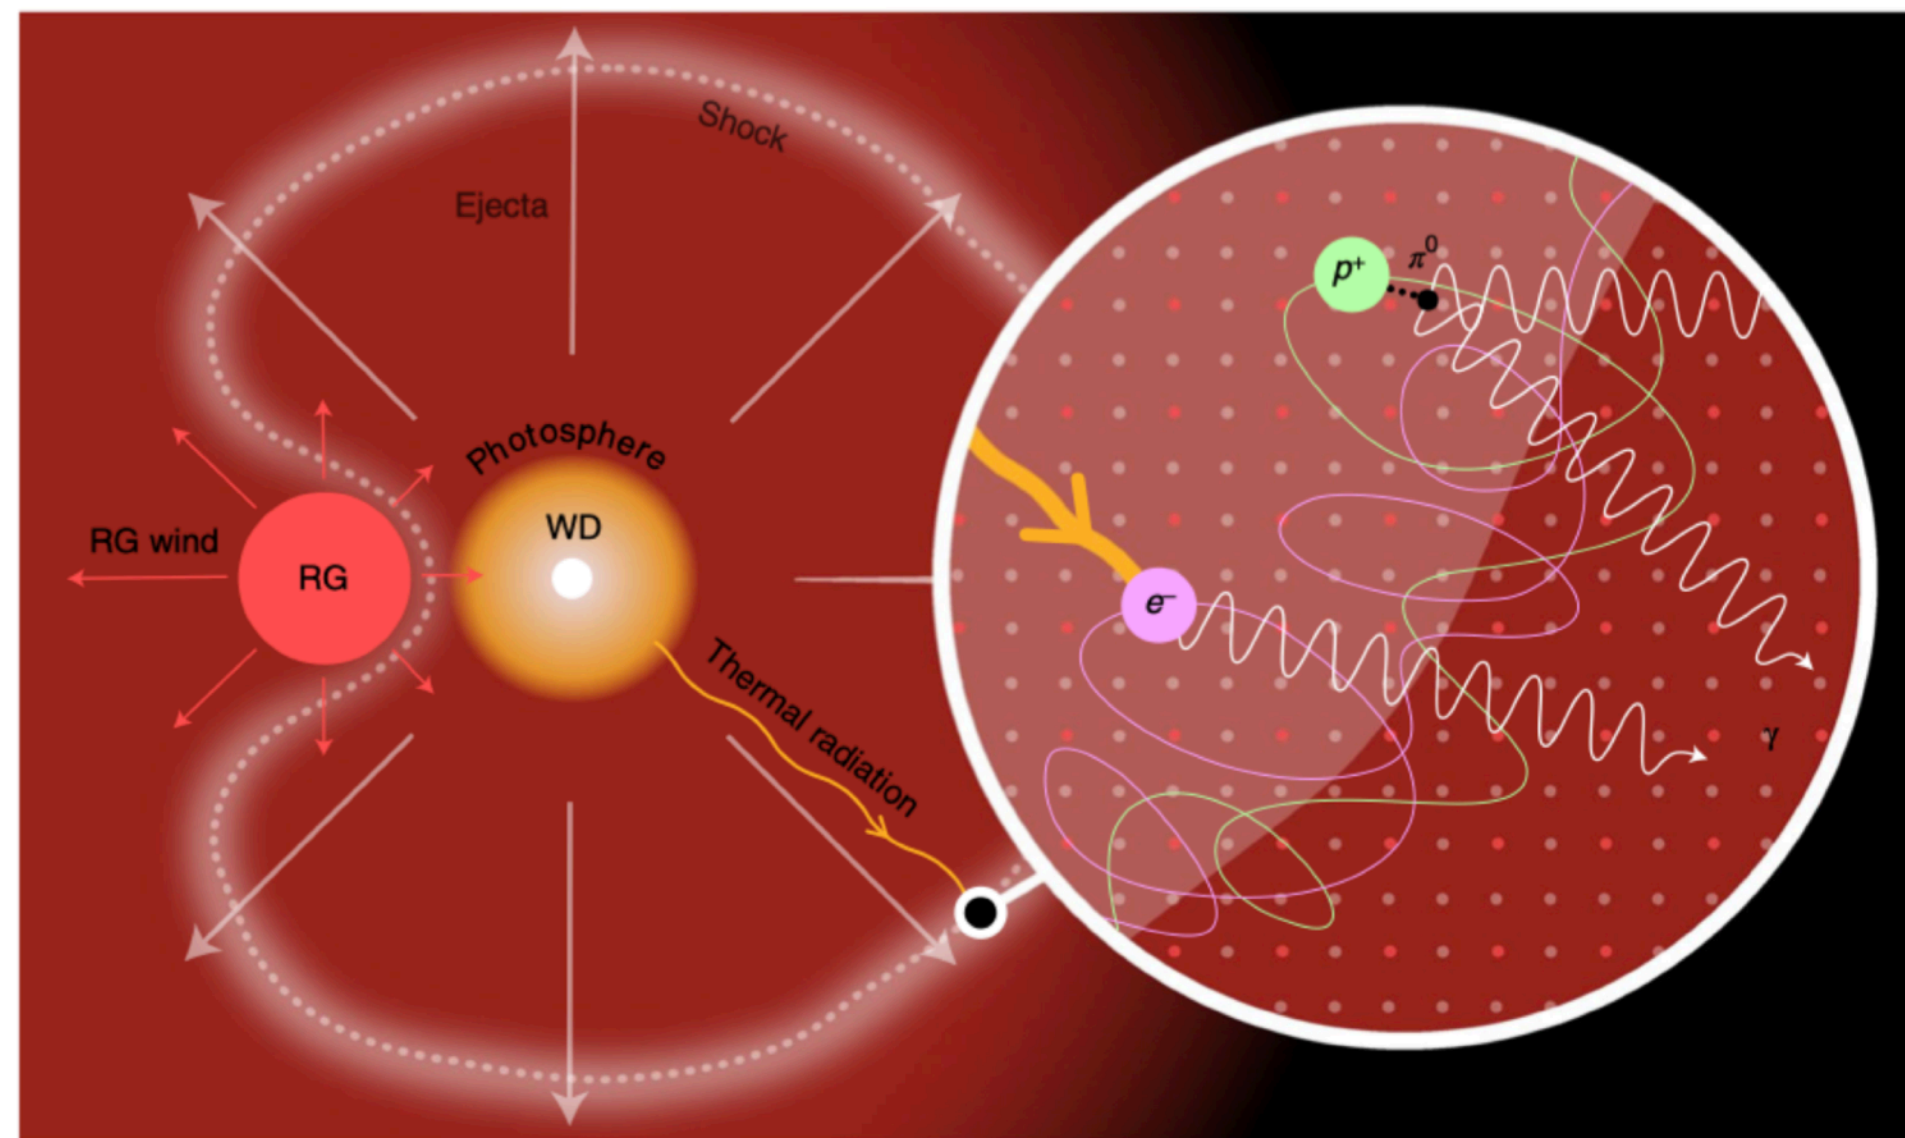 Shock
Ejecta
Photosphere
WD
RG wind
RG
Thermal radiation
p⁺
π⁰
e⁻
γ